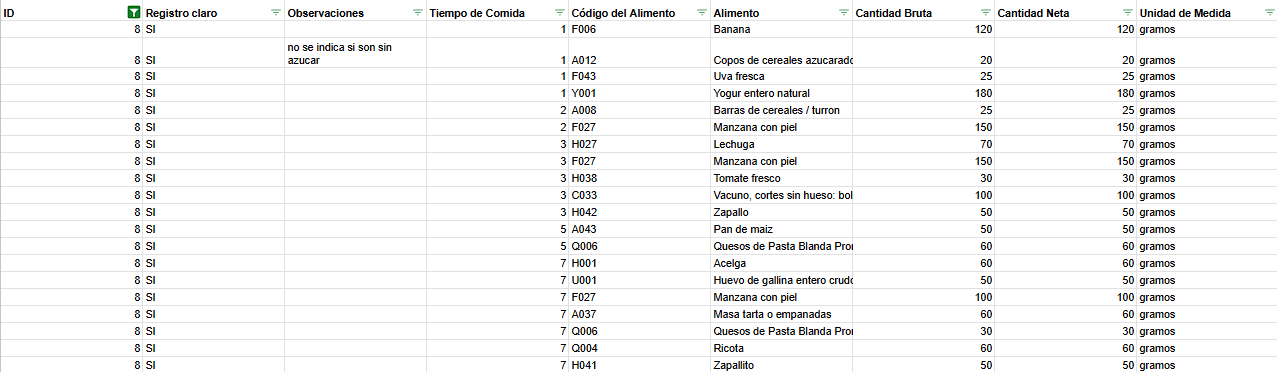 ID Registro claro Observaciones Tiempo de Comida Código del Alimento Alimento Cantidad Bruta Cantidad Neta Unidad de Medida
8 SI 1 F006 Banana 120 120 gramos
no se indica si son sin
azucar
8 SI 1 A012 Copos de cereales azucarado 20 20 gramos
8 SI 1 F043 Uva fresca 25 25 gramos
8 SI 1 Y001 Yogur entero natural 180 180 gramos
8 SI 2 A008 Barras de cereales / turron 25 25 gramos
8 SI 2 F027 Manzana con piel 150 150 gramos
8 SI 3 H027 Lechuga 70 70 gramos
8 SI 3 F027 Manzana con piel 150 150 gramos
8 SI 3 H038 Tomate fresco 30 30 gramos
8 SI 3 C033 Vacuno, cortes sin hueso: bol 100 100 gramos
8 SI 3 H042 Zapallo 50 50 gramos
8 SI 5 A043 Pan de maiz 50 50 gramos
8 SI 5 Q006 Quesos de Pasta Blanda Pro 60 60 gramos
8 SI 7 H001 Acelga 60 60 gramos
8 SI 7 U001 Huevo de gallina entero crudo 50 50 gramos
8 SI 7 F027 Manzana con piel 100 100 gramos
8 SI 7 A037 Masa tarta o empanadas 60 60 gramos
8 SI 7 Q006 Quesos de Pasta Blanda Pro 30 30 gramos
8 SI 7 Q004 Ricota 60 60 gramos
8 SI 7 H041 Zapallito 50 50 gramos